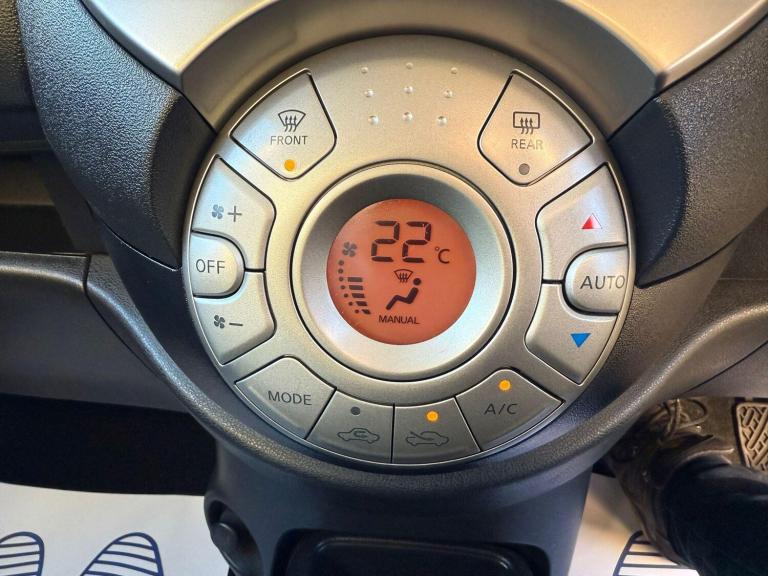 FRONT
REAR
+
OFF
-
22°C
MANUAL
AUTO
MODE
A/C